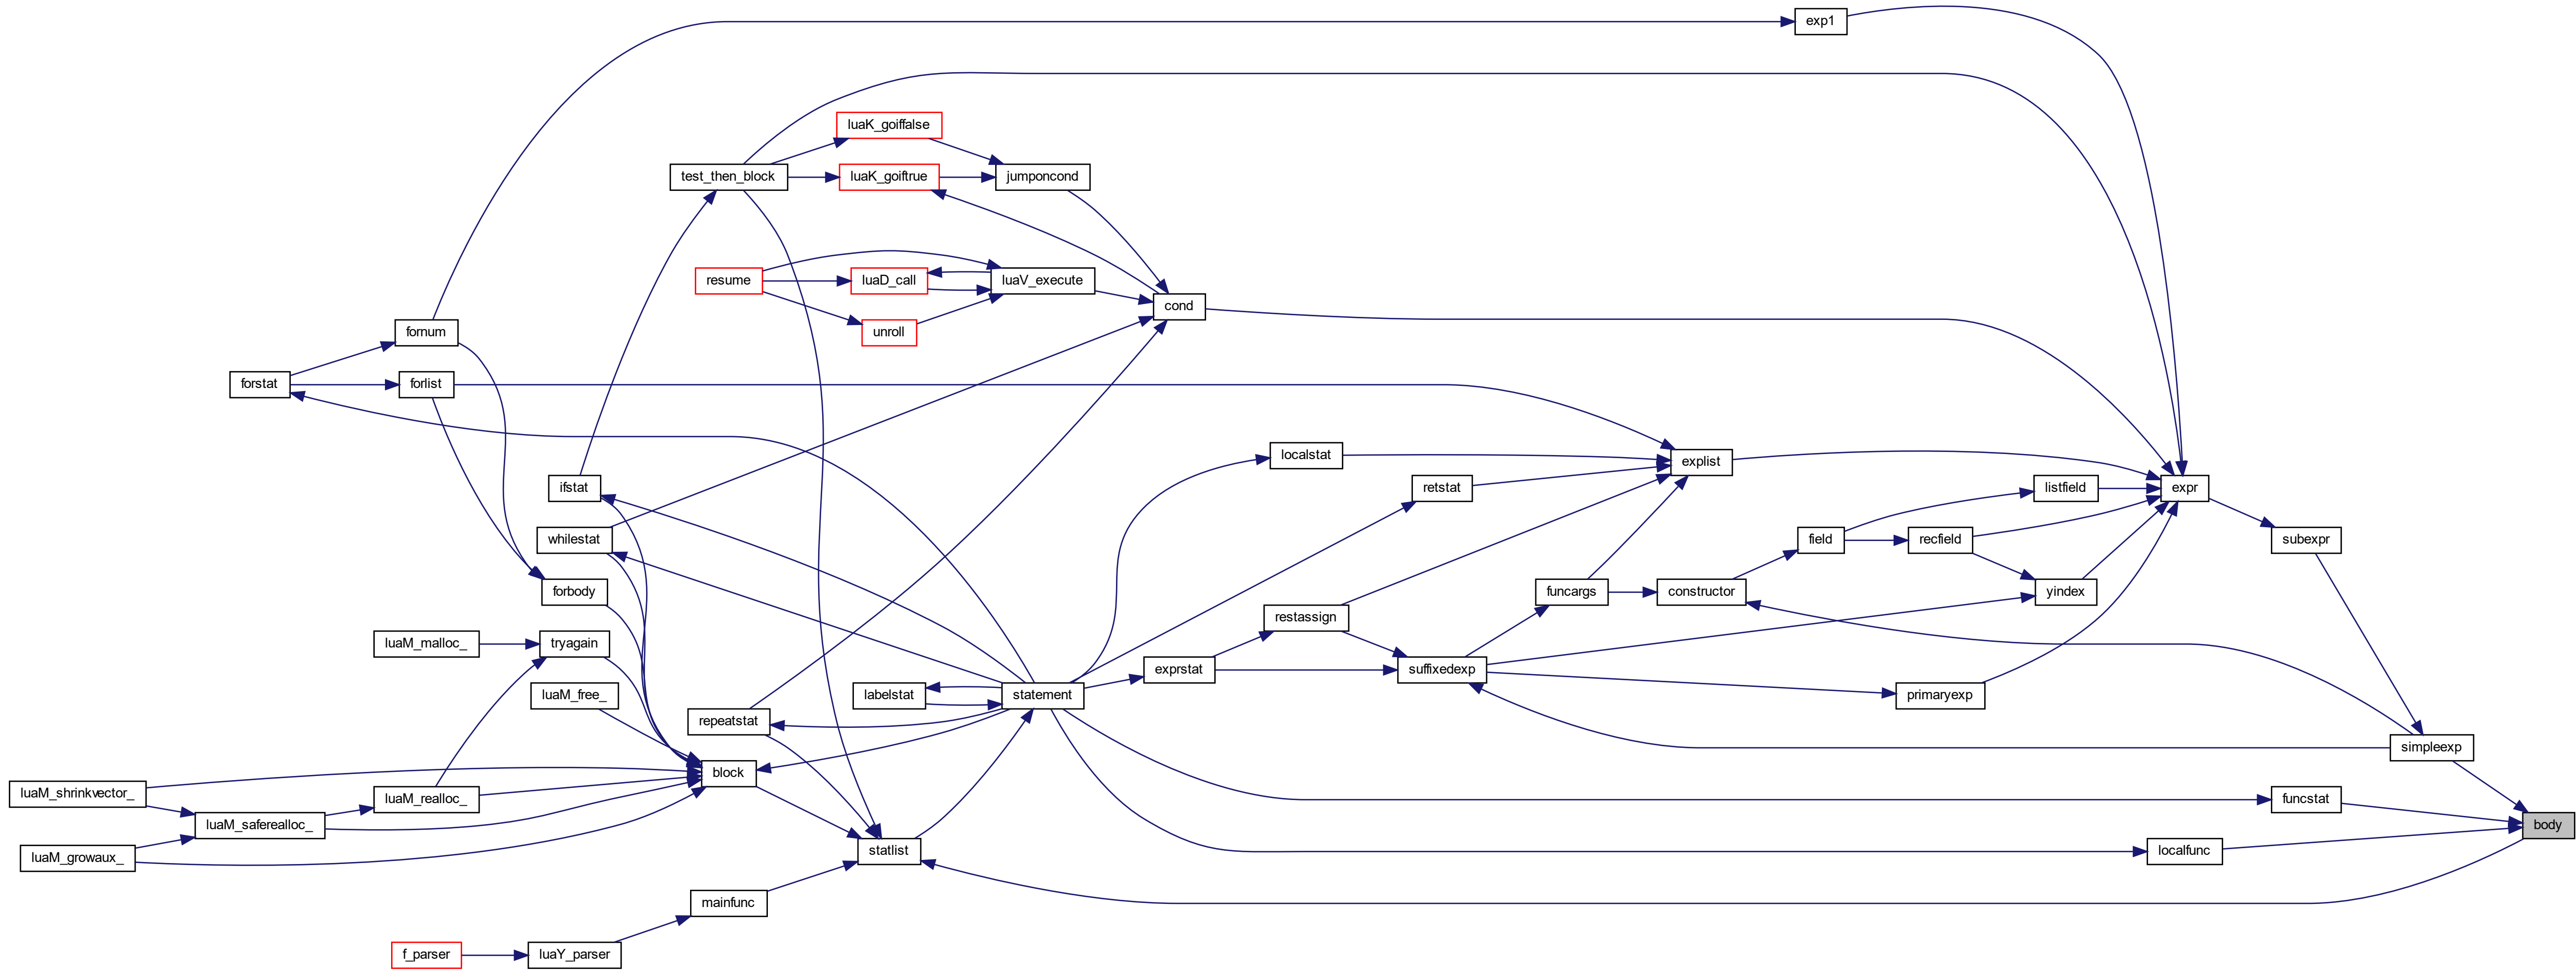 exp1
luaK_goiffalse
test_then_block
luaK_goiftrue
jumponcond
resume
luaD_call
luaV_execute
cond
unroll
fornum
forstat
forlist
localstat
explist
ifstat
retstat
listfield
expr
whilestat
field
recfield
subexpr
forbody
funcargs
constructor
yindex
restassign
luaM_malloc_
tryagain
exprstat
suffixedexp
luaM_free_
labelstat
statement
primaryexp
repeatstat
simpleexp
block
luaM_shrinkvector_
luaM_realloc_
funcstat
luaM_saferealloc_
body
luaM_growaux_
statlist
localfunc
mainfunc
f_parser
luaY_parser